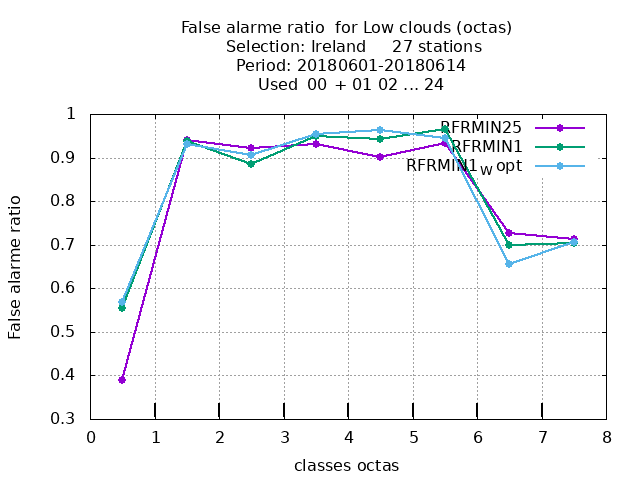 False alarme ratio  for Low clouds (octas)
Selection: Ireland     27 stations
Period: 20180601-20180614
Used  00  + 01 02 ... 24
RFRMIN25
RFRMIN1
RFRMIN1w opt
False alarme ratio
1
0.9
0.8
0.7
0.6
0.5
0.4
0.3
0 1 2 3 4 5 6 7 8
classes octas